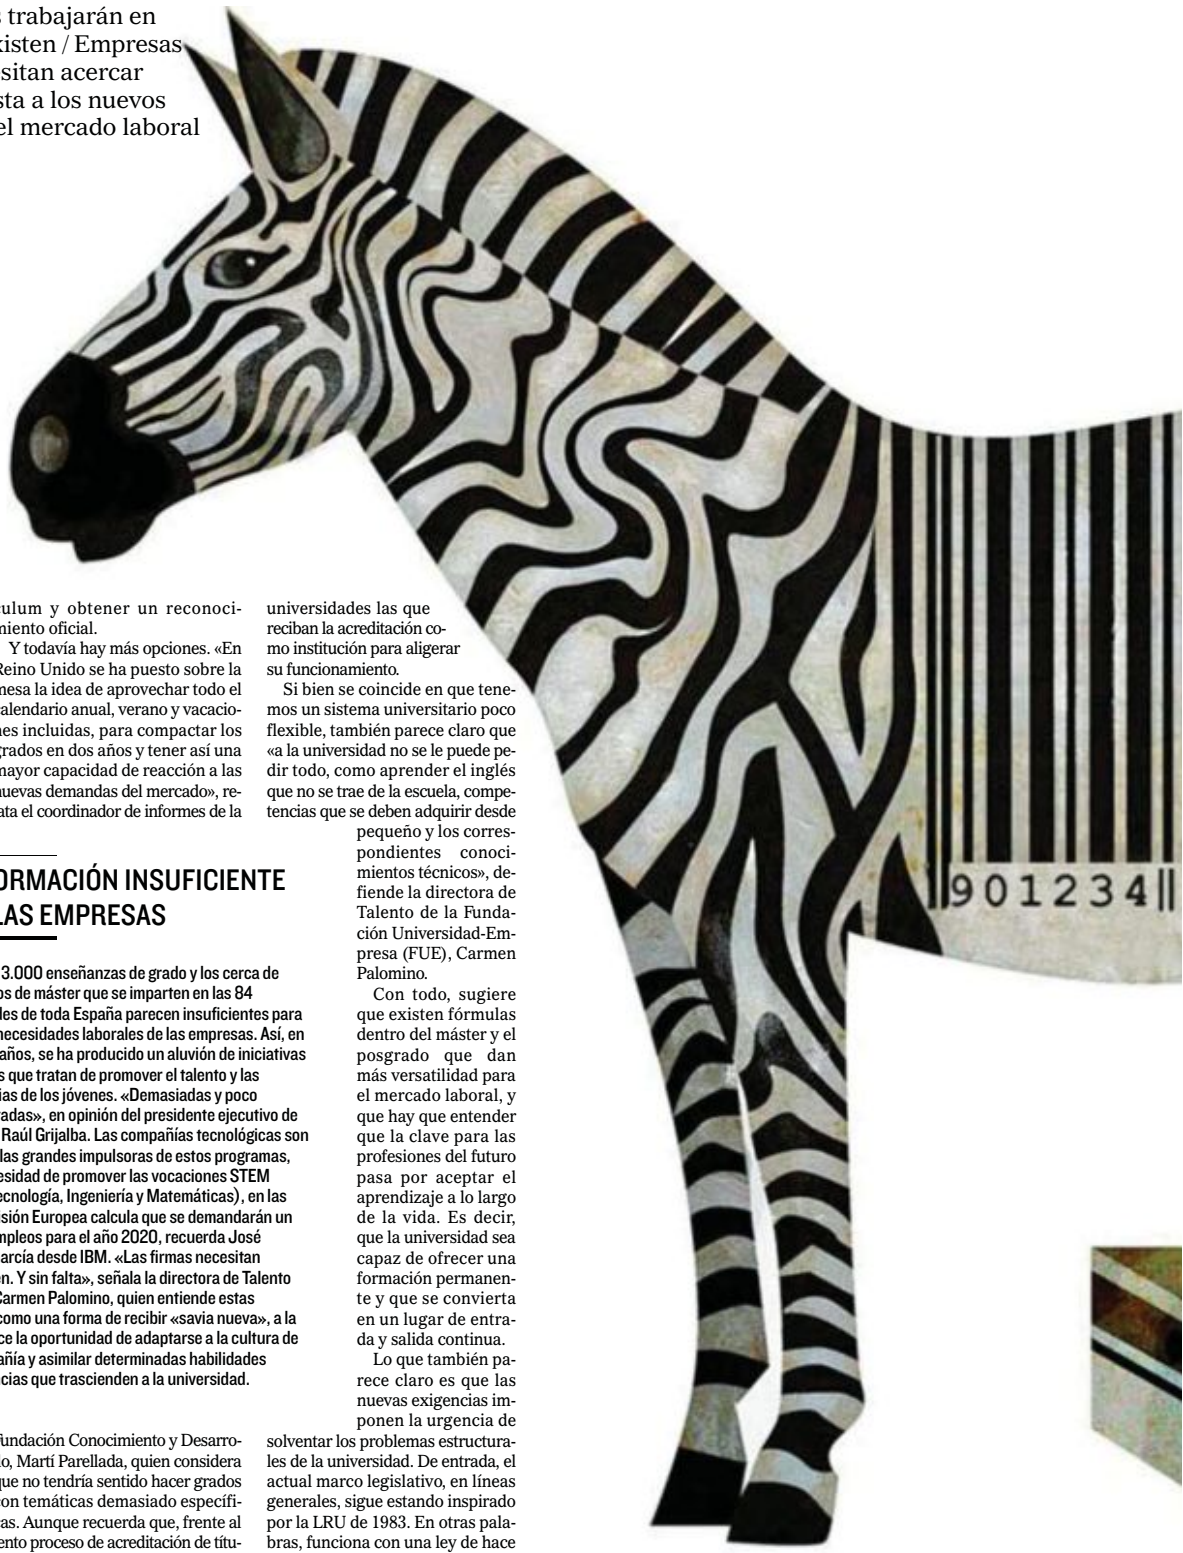 s trabajarán en
xisten / Empresas
sitan acercar
sta a los nuevos
el mercado laboral
culum y obtener un reconoci-
miento oficial.
Y todavía hay más opciones. «En
Reino Unido se ha puesto sobre la
mesa la idea de aprovechar todo el
calendario anual, verano y vacacio-
nes incluidas, para compactar los
grados en dos años y tener así una
mayor capacidad de reacción a las
nuevas demandas del mercado», re-
ata el coordinador de informes de la
ORMACIÓN INSUFICIENTE
LAS EMPRESAS
3.000 enseñanzas de grado y los cerca de
os de máster que se imparten en las 84
des de toda España parecen insuficientes para
necesidades laborales de las empresas. Así, en
años, se ha producido un aluvión de iniciativas
s que tratan de promover el talento y las
ias de los jóvenes. «Demasiadas y poco
adas», en opinión del presidente ejecutivo de
Raúl Grijalba. Las compañías tecnológicas son
las grandes impulsoras de estos programas,
esidad de promover las vocaciones STEM
ecnología, Ingeniería y Matemáticas), en las
isión Europea calcula que se demandarán un
mpleos para el año 2020, recuerda José
arcía desde IBM. «Las firmas necesitan
en. Y sin falta», señala la directora de Talento
Carmen Palomino, quien entiende estas
como una forma de recibir «savia nueva», a la
ce la oportunidad de adaptarse a la cultura de
añía y asimilar determinadas habilidades
cias que trascienden a la universidad.
Fundación Conocimiento y Desarro-
lo, Martí Parellada, quien considera
que no tendría sentido hacer grados
con temáticas demasiado específi-
cas. Aunque recuerda que, frente al
ento proceso de acreditación de títu-
universidades las que
reciban la acreditación co-
mo institución para aligerar
su funcionamiento.
Si bien se coincide en que tene-
mos un sistema universitario poco
flexible, también parece claro que
«a la universidad no se le puede pe-
dir todo, como aprender el inglés
que no se trae de la escuela, compe-
tencias que se deben adquirir desde
pequeño y los corres-
pondientes conoci-
mientos técnicos», de-
fiende la directora de
Talento de la Funda-
ción Universidad-Em-
presa (FUE), Carmen
Palomino.
Con todo, sugiere
que existen fórmulas
dentro del máster y el
posgrado que dan
más versatilidad para
el mercado laboral, y
que hay que entender
que la clave para las
profesiones del futuro
pasa por aceptar el
aprendizaje a lo largo
de la vida. Es decir,
que la universidad sea
capaz de ofrecer una
formación permanen-
te y que se convierta
en un lugar de entra-
da y salida continua.
Lo que también pa-
rece claro es que las
nuevas exigencias im-
ponen la urgencia de
solventar los problemas estructura-
les de la universidad. De entrada, el
actual marco legislativo, en líneas
generales, sigue estando inspirado
por la LRU de 1983. En otras pala-
bras, funciona con una ley de hace
901234